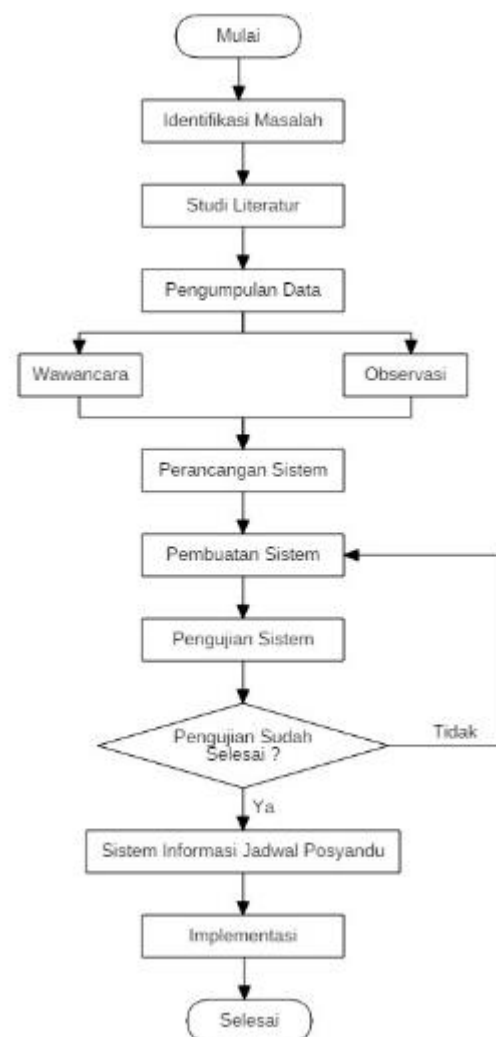 Mulai
Identifikasi Masalah
Studi Literatur
Pengumpulan Data
Wawancara
Observasi
Perancangan Sistem
Pembuatan Sistem
Pengujian Sistem
Pengujian Sudah
Selesai ?
Tidak
Ya
Sistem Informasi Jadwal Posyandu
Implementasi
Selesai